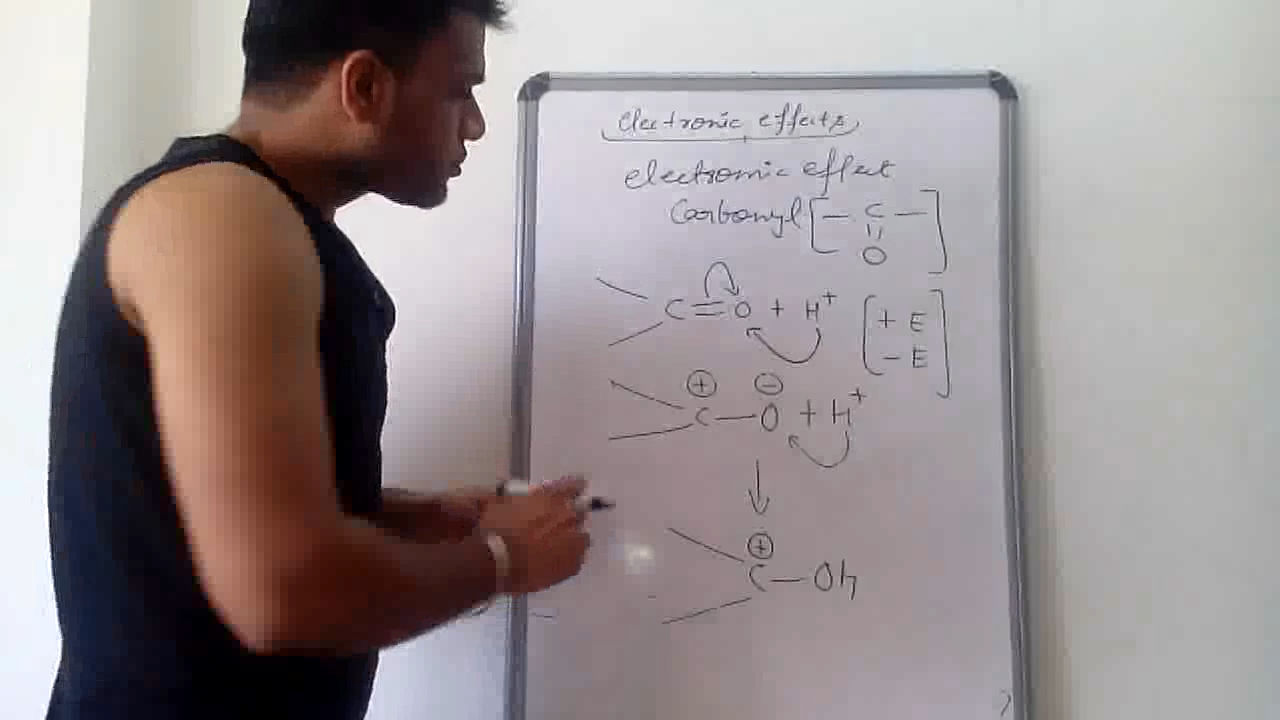 electronic effects
electromic effect
Carbonyl [ — C — ]
||
O
C = O + H+ [ + E
− E ]
⊕ ⊖
C — O + H+
↓
⊕
C — OH